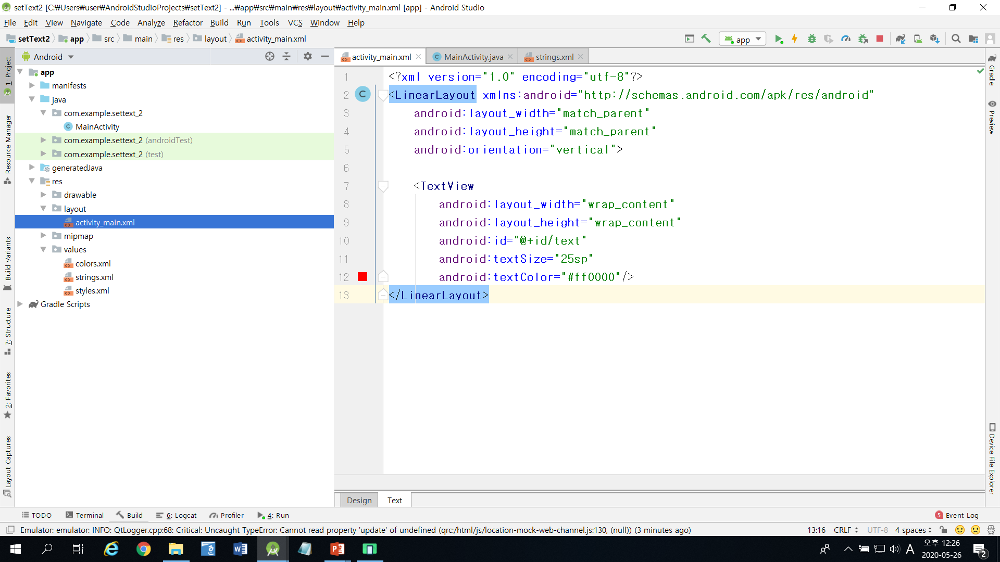 setText2 [C:₩Users₩user₩AndroidStudioProjects₩setText2] - ...₩app₩src₩main₩res₩layout₩activity_main.xml [app] - Android Studio
File Edit View Navigate Code Analyze Refactor Build Run Tools VCS Window Help
setText2 app src main res layout activity_main.xml
app
Android
activity_main.xml
MainActivity.java
strings.xml
1: Project
Resource Manager
Build Variants
7: Structure
2: Favorites
Layout Captures
app
manifests
java
com.example.settext_2
MainActivity
com.example.settext_2 (androidTest)
com.example.settext_2 (test)
generatedJava
res
drawable
layout
activity_main.xml
mipmap
values
colors.xml
strings.xml
styles.xml
Gradle Scripts
1 <?xml version="1.0" encoding="utf-8"?>
2 <LinearLayout xmlns:android="http://schemas.android.com/apk/res/android"
3 android:layout_width="match_parent"
4 android:layout_height="match_parent"
5 android:orientation="vertical">
6
7 <TextView
8 android:layout_width="wrap_content"
9 android:layout_height="wrap_content"
10 android:id="@+id/text"
11 android:textSize="25sp"
12 android:textColor="#ff0000"/>
13 </LinearLayout>
Gradle
Preview
Device File Explorer
Design Text
TODO Terminal Build 6: Logcat Profiler 4: Run
5 Event Log
Emulator: emulator: INFO: QtLogger.cpp:68: Critical: Uncaught TypeError: Cannot read property 'update' of undefined (qrc:/html/js/location-mock-web-channel.js:130, (null)) (3 minutes ago)
13:16 CRLF UTF-8 4 spaces
A
오후 12:26
2020-05-26
2